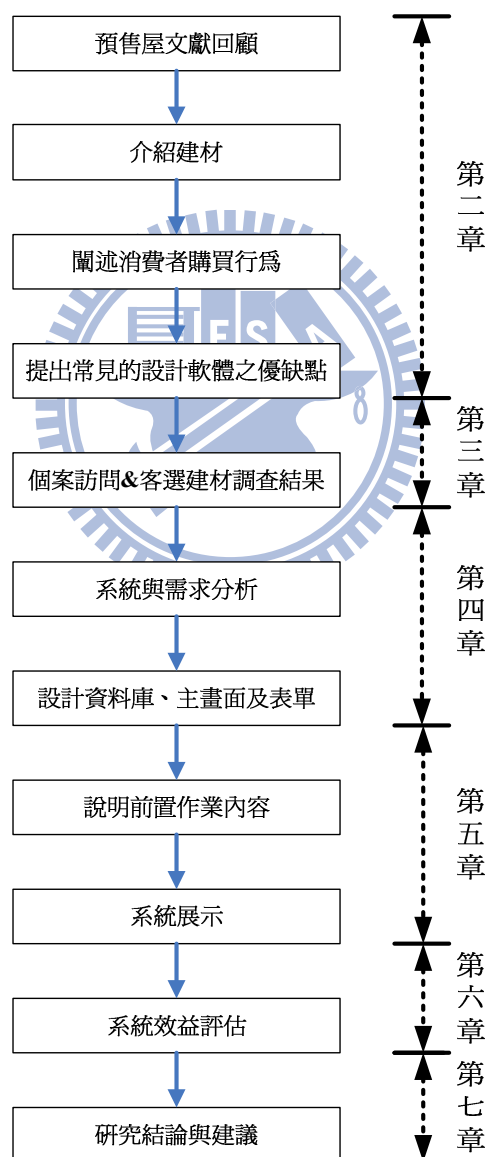 預售屋文獻回顧
介紹建材
闡述消費者購買行為
提出常見的設計軟體之優缺點
個案訪問&客選建材調查結果
系統與需求分析
設計資料庫、主畫面及表單
說明前置作業內容
系統展示
系統效益評估
研究結論與建議
第二章
第三章
第四章
第五章
第六章
第七章
ESA